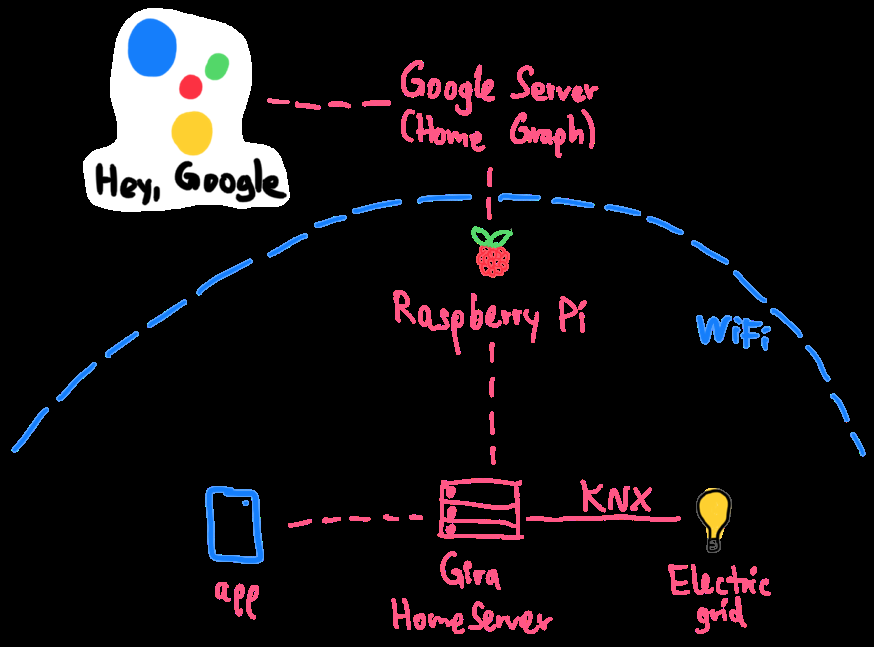 Google Server
(Home Graph)
Hey, Google
Raspberry Pi
WiFi
KNX
app
Gira
HomeServer
Electric
grid